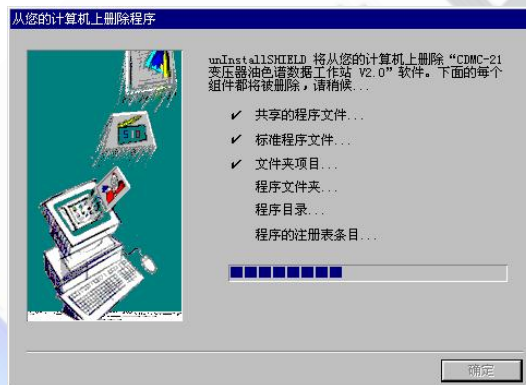 从您的计算机上删除程序
unInstallSHIELD 将从您的计算机上删除“CDMC-21
变压器油色谱数据工作站 V2.0”软件。下面的每个
组件都将被删除，请稍候...
✓ 共享的程序文件...
✓ 标准程序文件...
✓ 文件夹项目...
程序文件夹...
程序目录...
程序的注册表条目...
确定